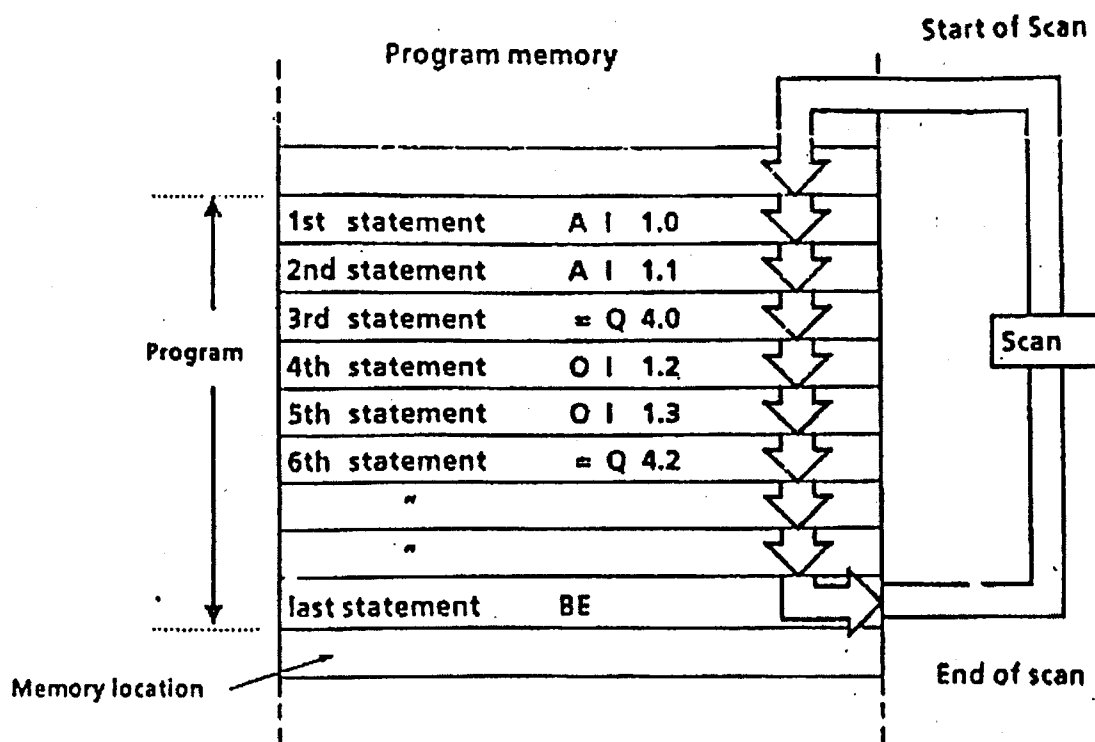 Start of Scan
Program memory
1st statement A I 1.0
2nd statement A I 1.1
3rd statement = Q 4.0
Program
Scan
4th statement O I 1.2
5th statement O I 1.3
6th statement = Q 4.2
"
"
last statement BE
Memory location
End of scan